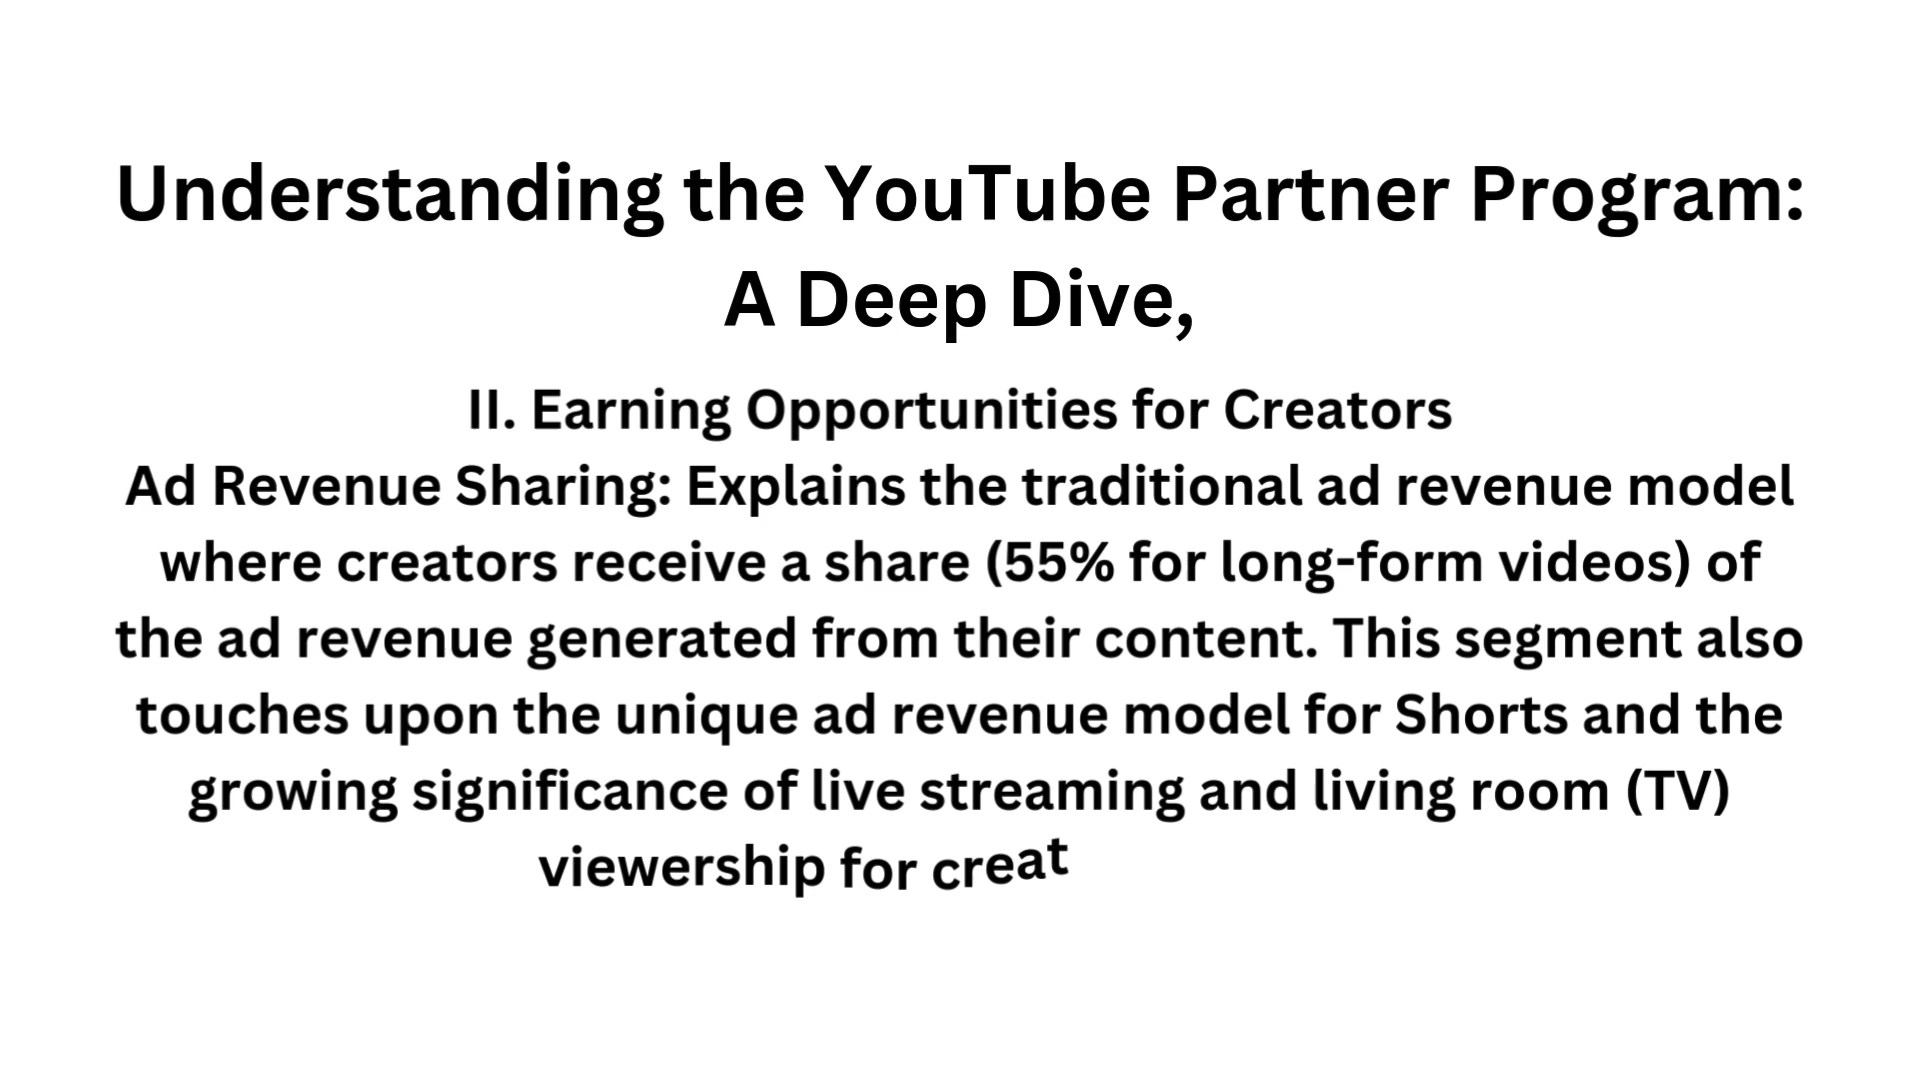 Understanding the YouTube Partner Program:
A Deep Dive,
II. Earning Opportunities for Creators
Ad Revenue Sharing: Explains the traditional ad revenue model
where creators receive a share (55% for long-form videos) of
the ad revenue generated from their content. This segment also
touches upon the unique ad revenue model for Shorts and the
growing significance of live streaming and living room (TV)
viewership for creat